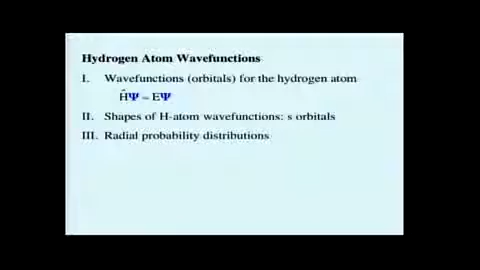 Hydrogen Atom Wavefunctions
I. Wavefunctions (orbitals) for the hydrogen atom
ĤΨ = EΨ
II. Shapes of H-atom wavefunctions: s orbitals
III. Radial probability distributions